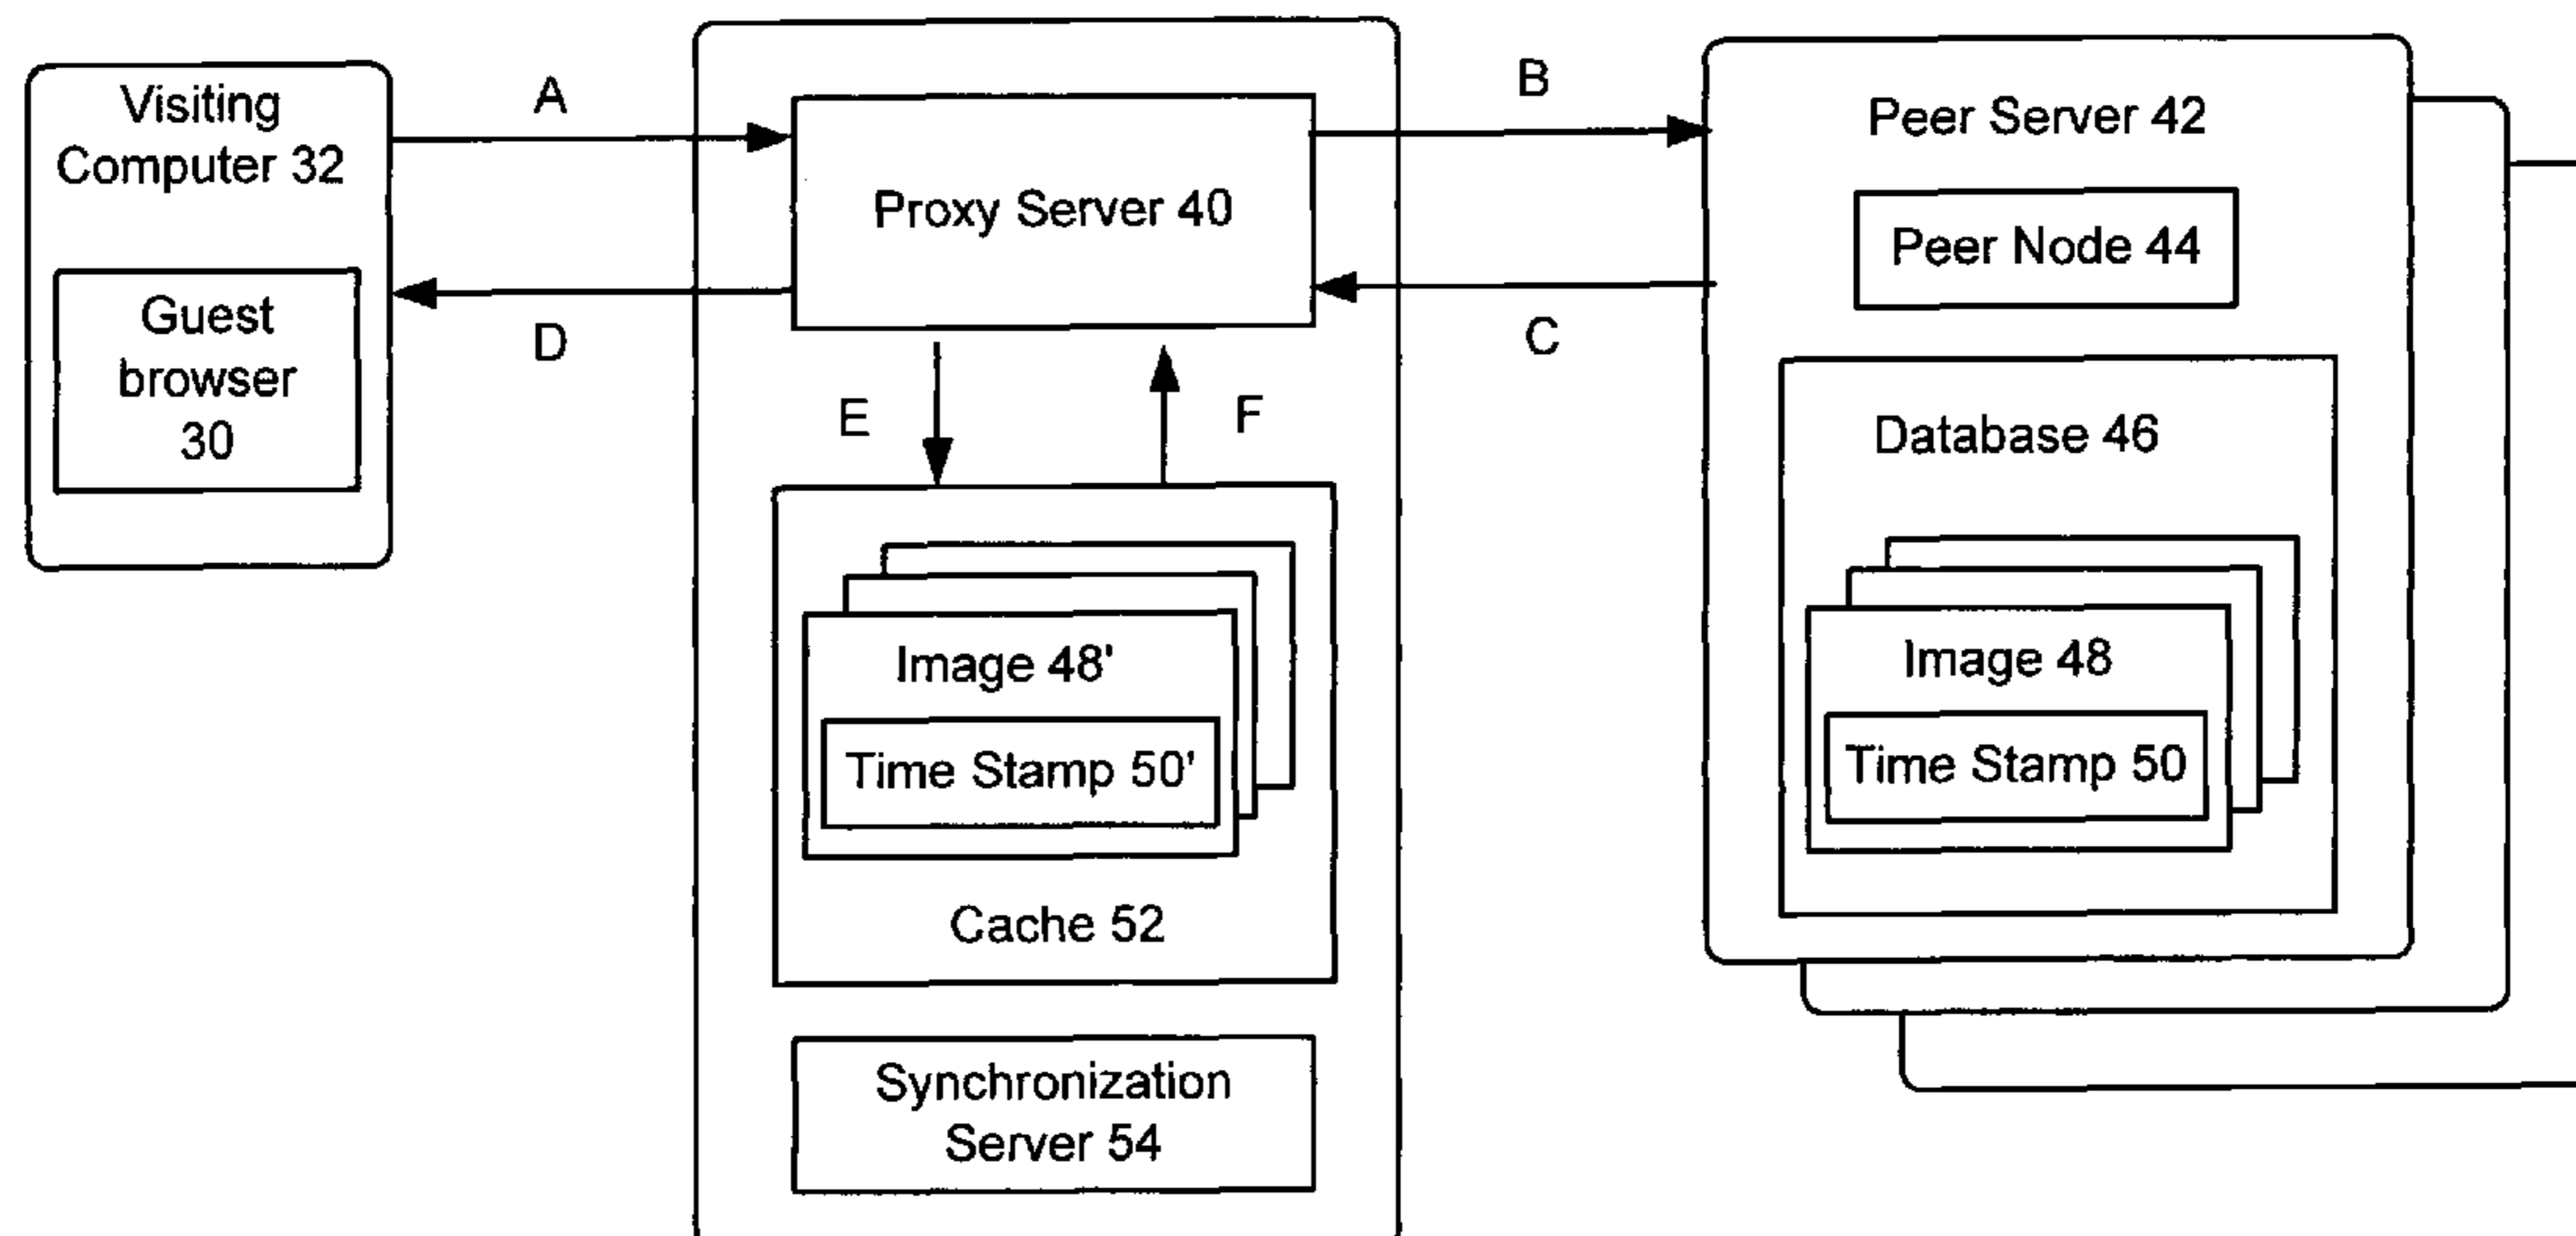 Visiting
Computer 32
Guest
browser
30
A
D
Proxy Server 40
E
F
Image 48'
Time Stamp 50'
Cache 52
Synchronization
Server 54
B
C
Peer Server 42
Peer Node 44
Database 46
Image 48
Time Stamp 50